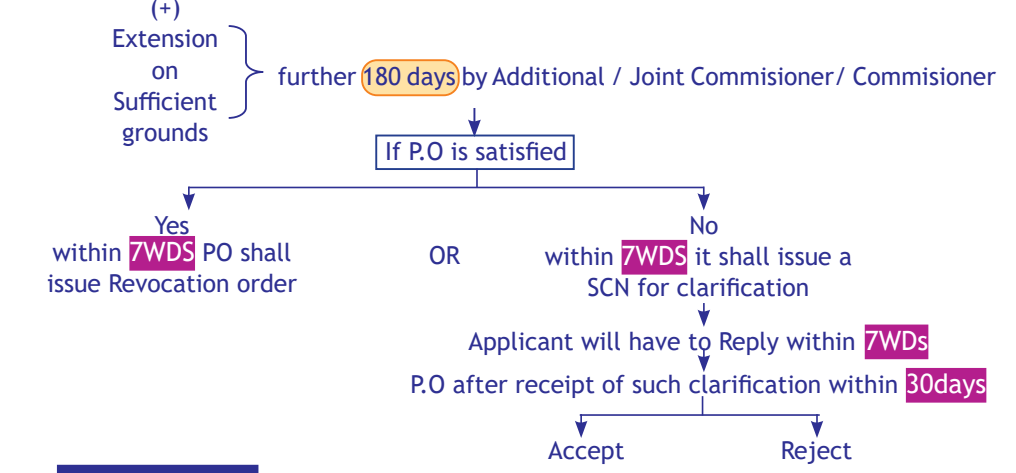 (+)
Extension
on
Sufficient
grounds
further 180 days by Additional / Joint Commisioner/ Commisioner
If P.O is satisfied
Yes
within 7WDS PO shall
issue Revocation order
OR
No
within 7WDS it shall issue a
SCN for clarification
Applicant will have to Reply within 7WDs
P.O after receipt of such clarification within 30days
Accept
Reject